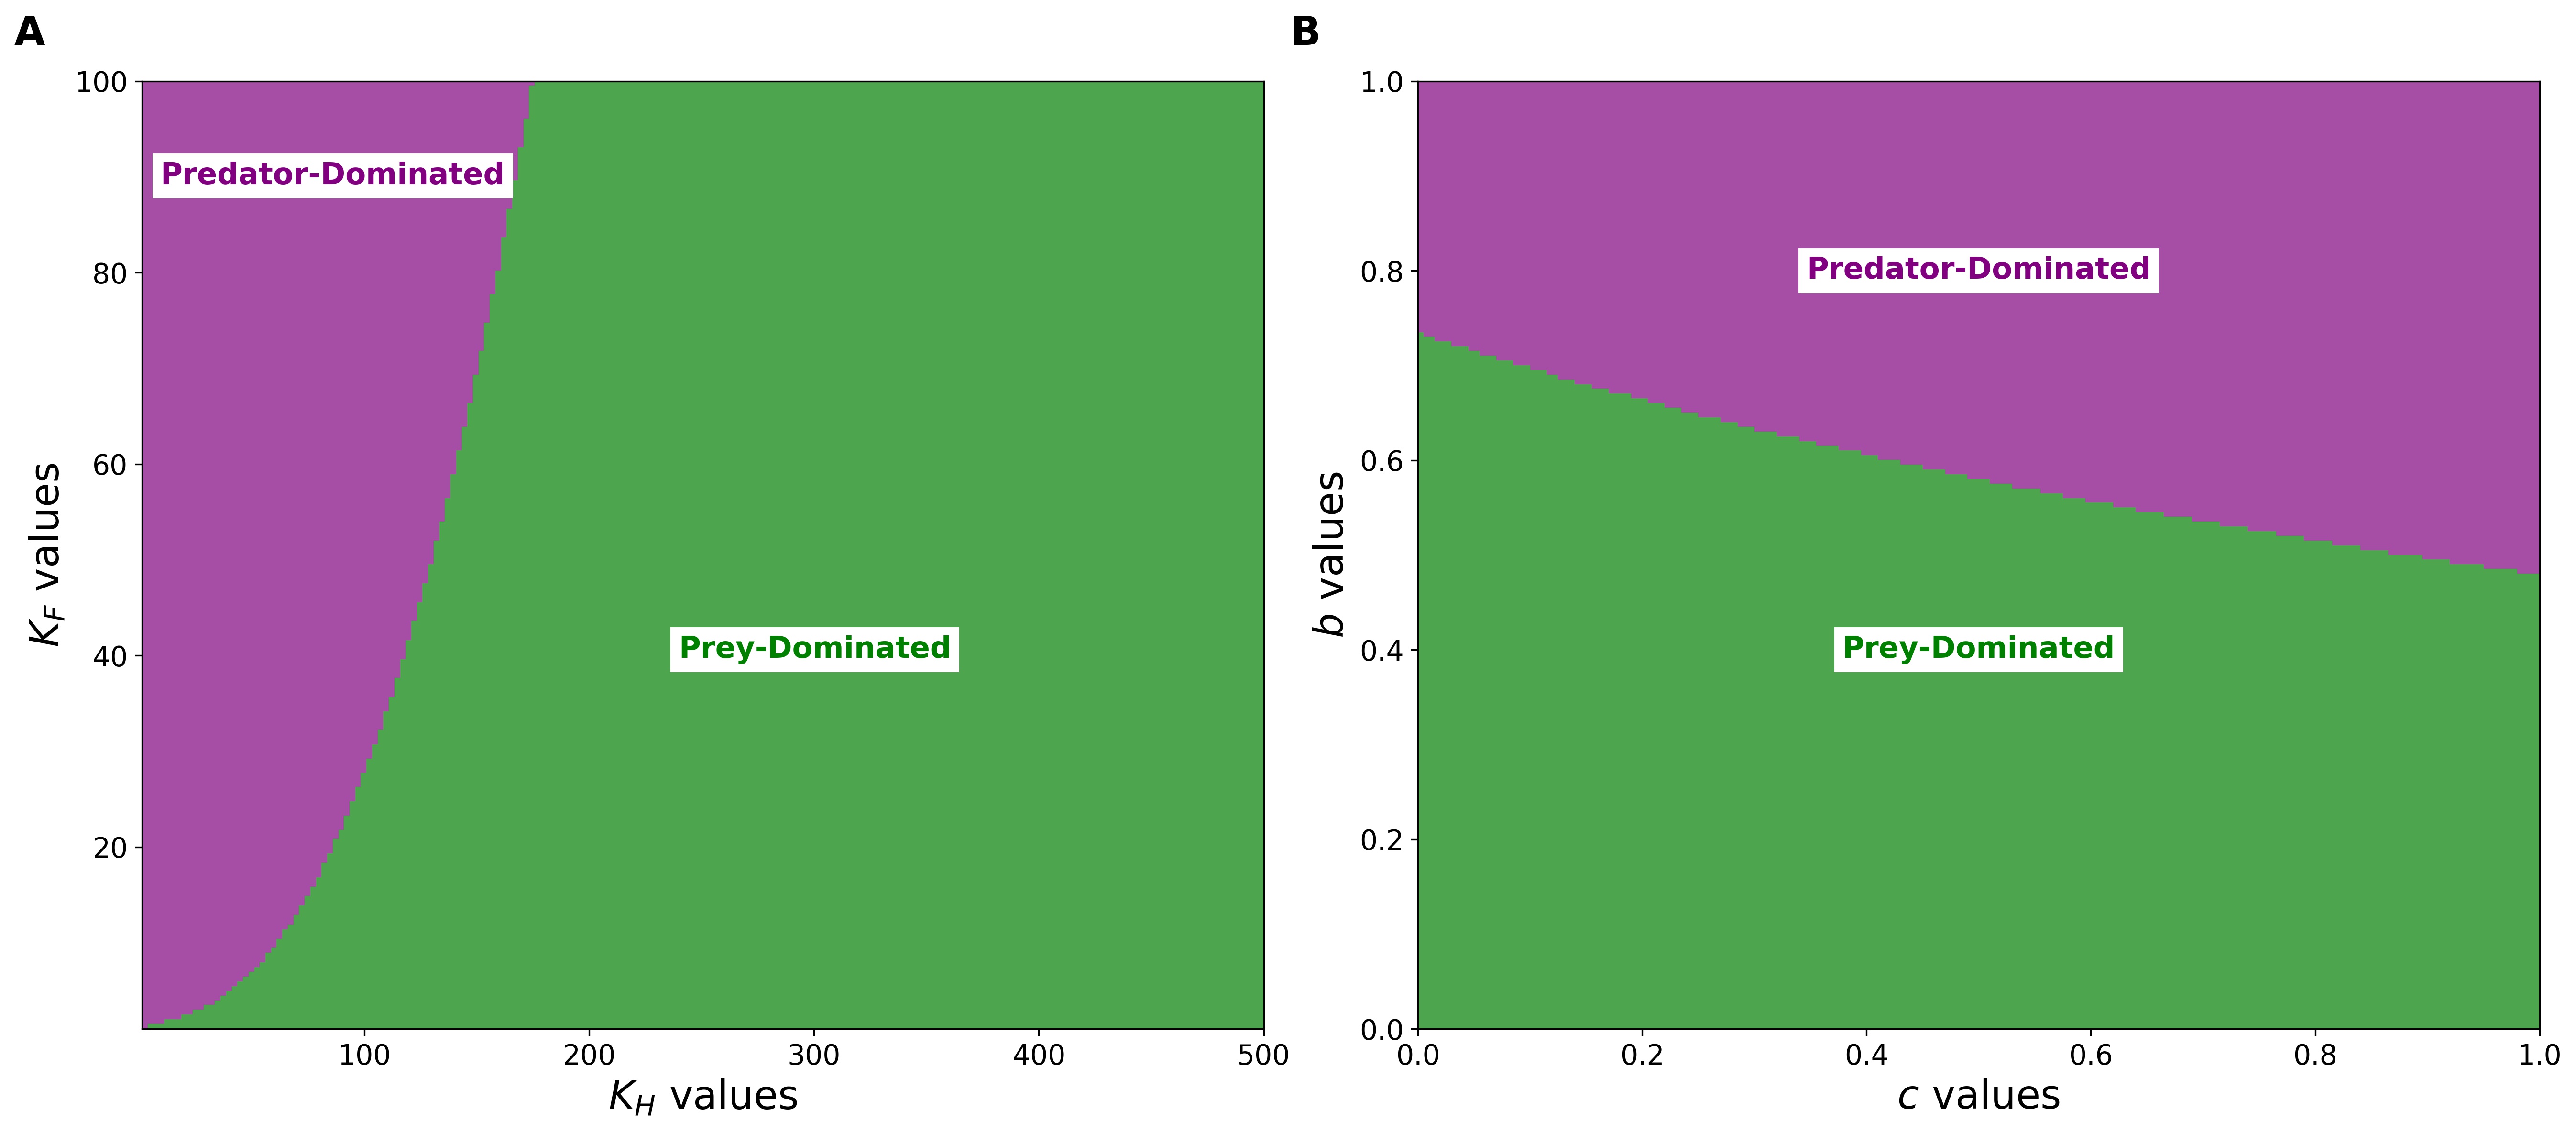 A
100
80
60
40
20
K_F values
Predator-Dominated
Prey-Dominated
100 200 300 400 500
K_H values
B
1.0
0.8
0.6
0.4
0.2
0.0
b values
Predator-Dominated
Prey-Dominated
0.0 0.2 0.4 0.6 0.8 1.0
c values